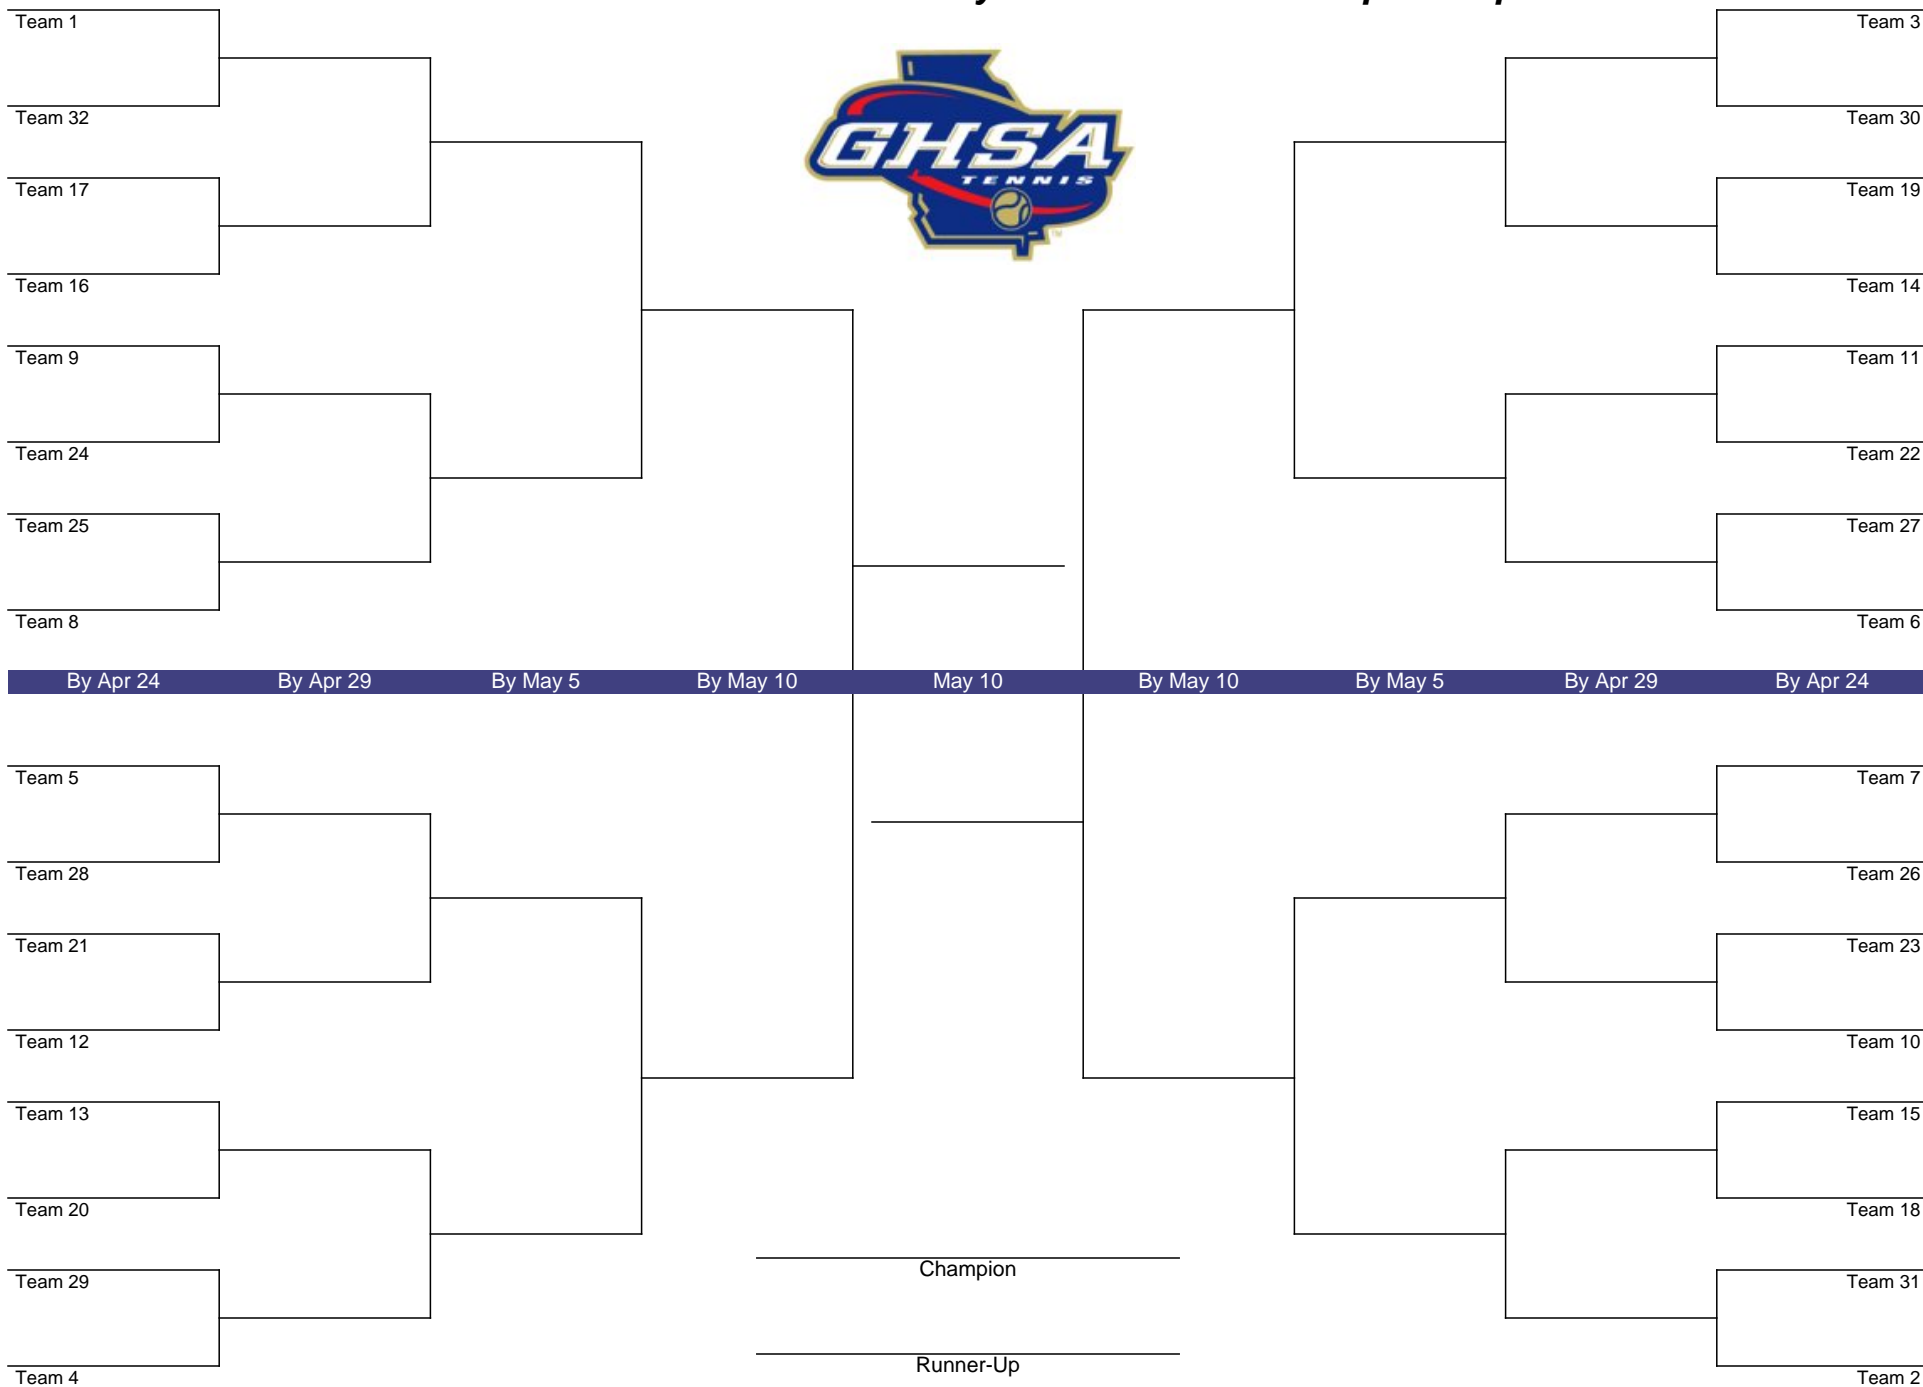 Team 1
Team 32
Team 17
Team 16
Team 9
Team 24
Team 25
Team 8
GHSA
TENNIS
TM
Team 3
Team 30
Team 19
Team 14
Team 11
Team 22
Team 27
Team 6
By Apr 24 By Apr 29 By May 5 By May 10 May 10 By May 10 By May 5 By Apr 29 By Apr 24
Team 5
Team 28
Team 21
Team 12
Team 13
Team 20
Team 29
Team 4
Champion
Runner-Up
Team 7
Team 26
Team 23
Team 10
Team 15
Team 18
Team 31
Team 2